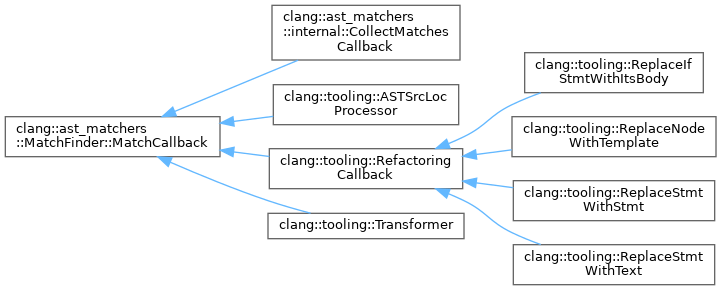 clang::ast_matchers
::internal::CollectMatches
Callback
clang::tooling::ReplaceIf
StmtWithItsBody
clang::tooling::ASTSrcLoc
Processor
clang::ast_matchers
::MatchFinder::MatchCallback
clang::tooling::ReplaceNode
WithTemplate
clang::tooling::Refactoring
Callback
clang::tooling::ReplaceStmt
WithStmt
clang::tooling::Transformer
clang::tooling::ReplaceStmt
WithText